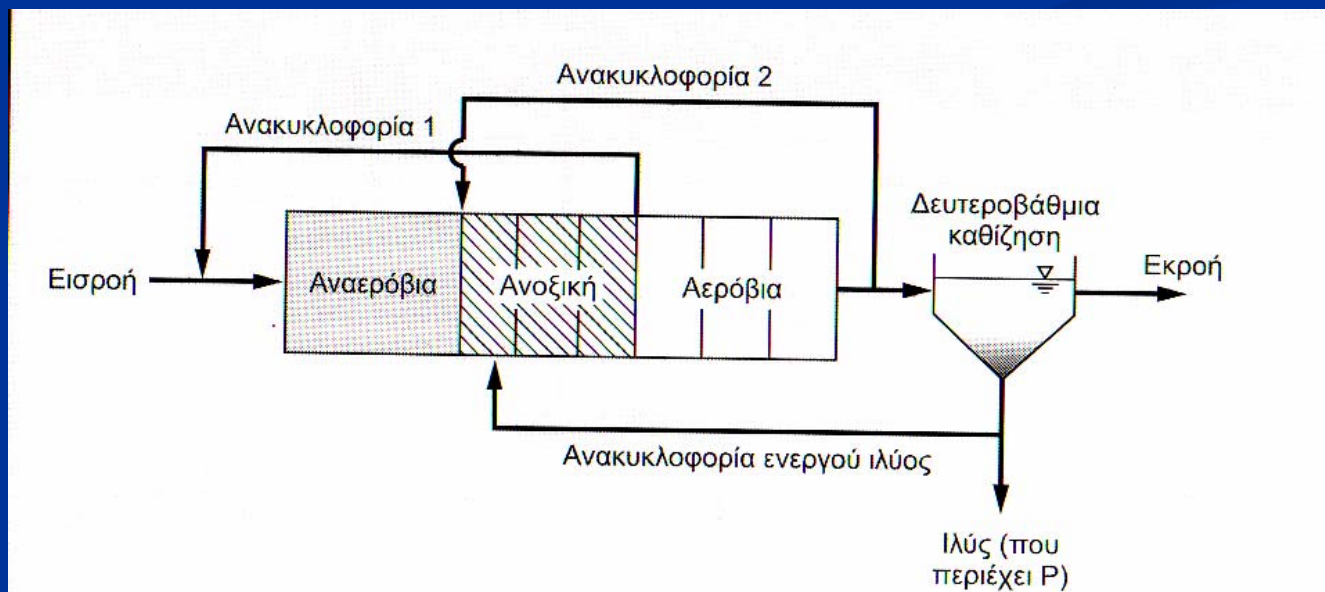 Ανακυκλοφορία 2
Ανακυκλοφορία 1
Δευτεροβάθμια
καθίζηση
Εισροή
Αναερόβια
Ανοξική
Αερόβια
Εκροή
Ανακυκλοφορία ενεργού ιλύος
Ιλύς (που
περιέχει P)